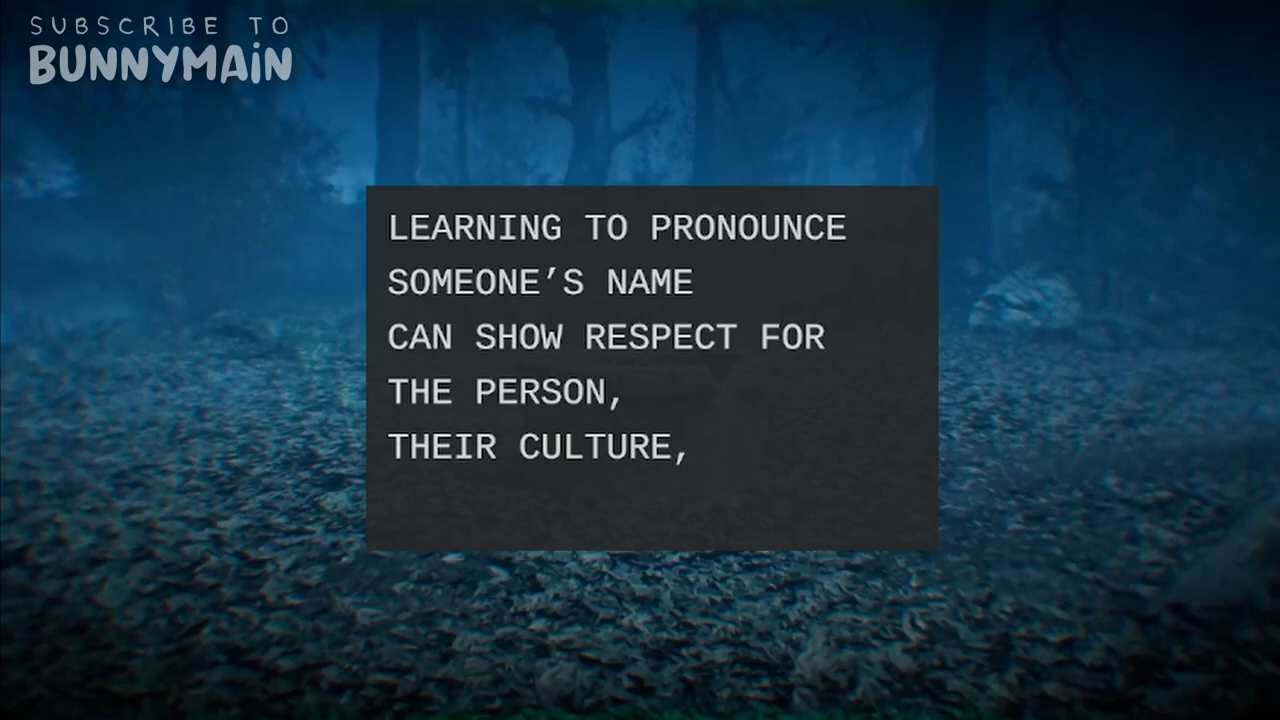 SUBSCRIBE TO
BUNNYMAiN
LEARNING TO PRONOUNCE
SOMEONE’S NAME
CAN SHOW RESPECT FOR
THE PERSON,
THEIR CULTURE,